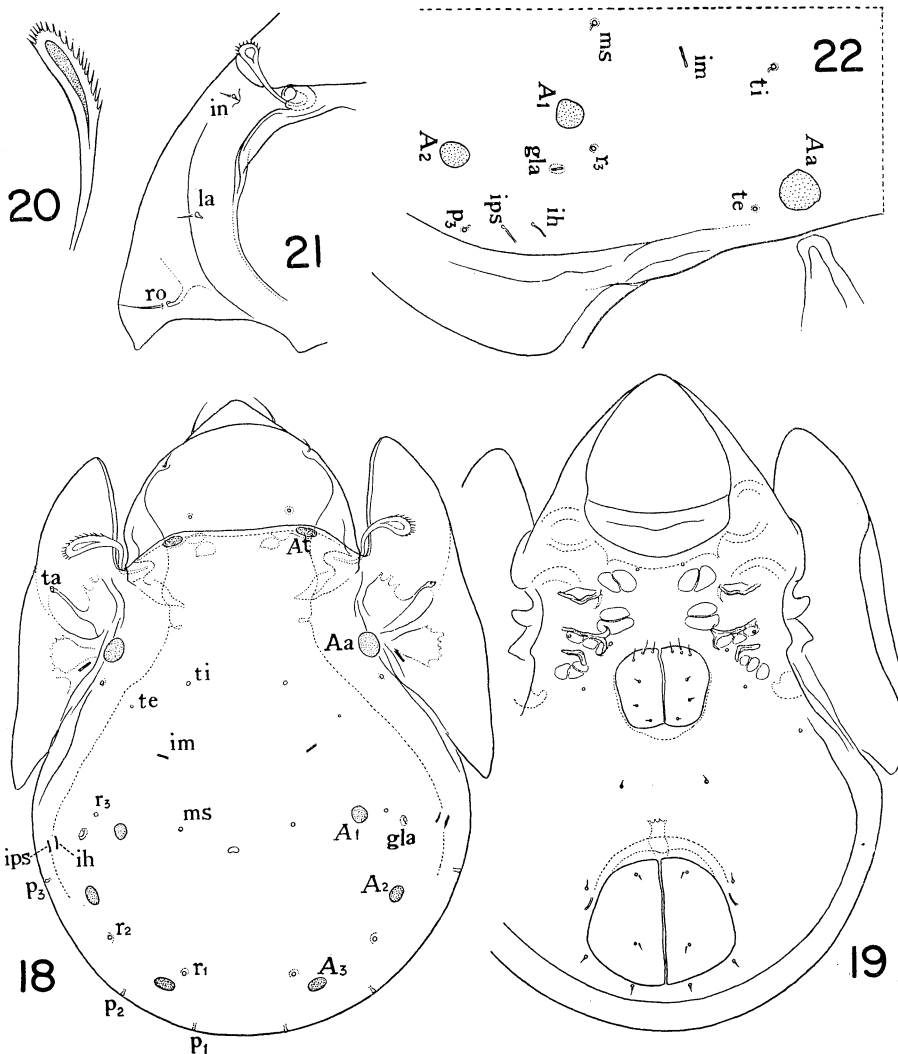 20
in
la
ro
21
ms
im
ti
22
A1
A2
gla
r3
Aa
te
p3
ips
ih
At
ta
Aa
ti
te
im
r3
ms
A1
gla
ips
ih
p3
A2
r2
18
r1
A3
p2
p1
19